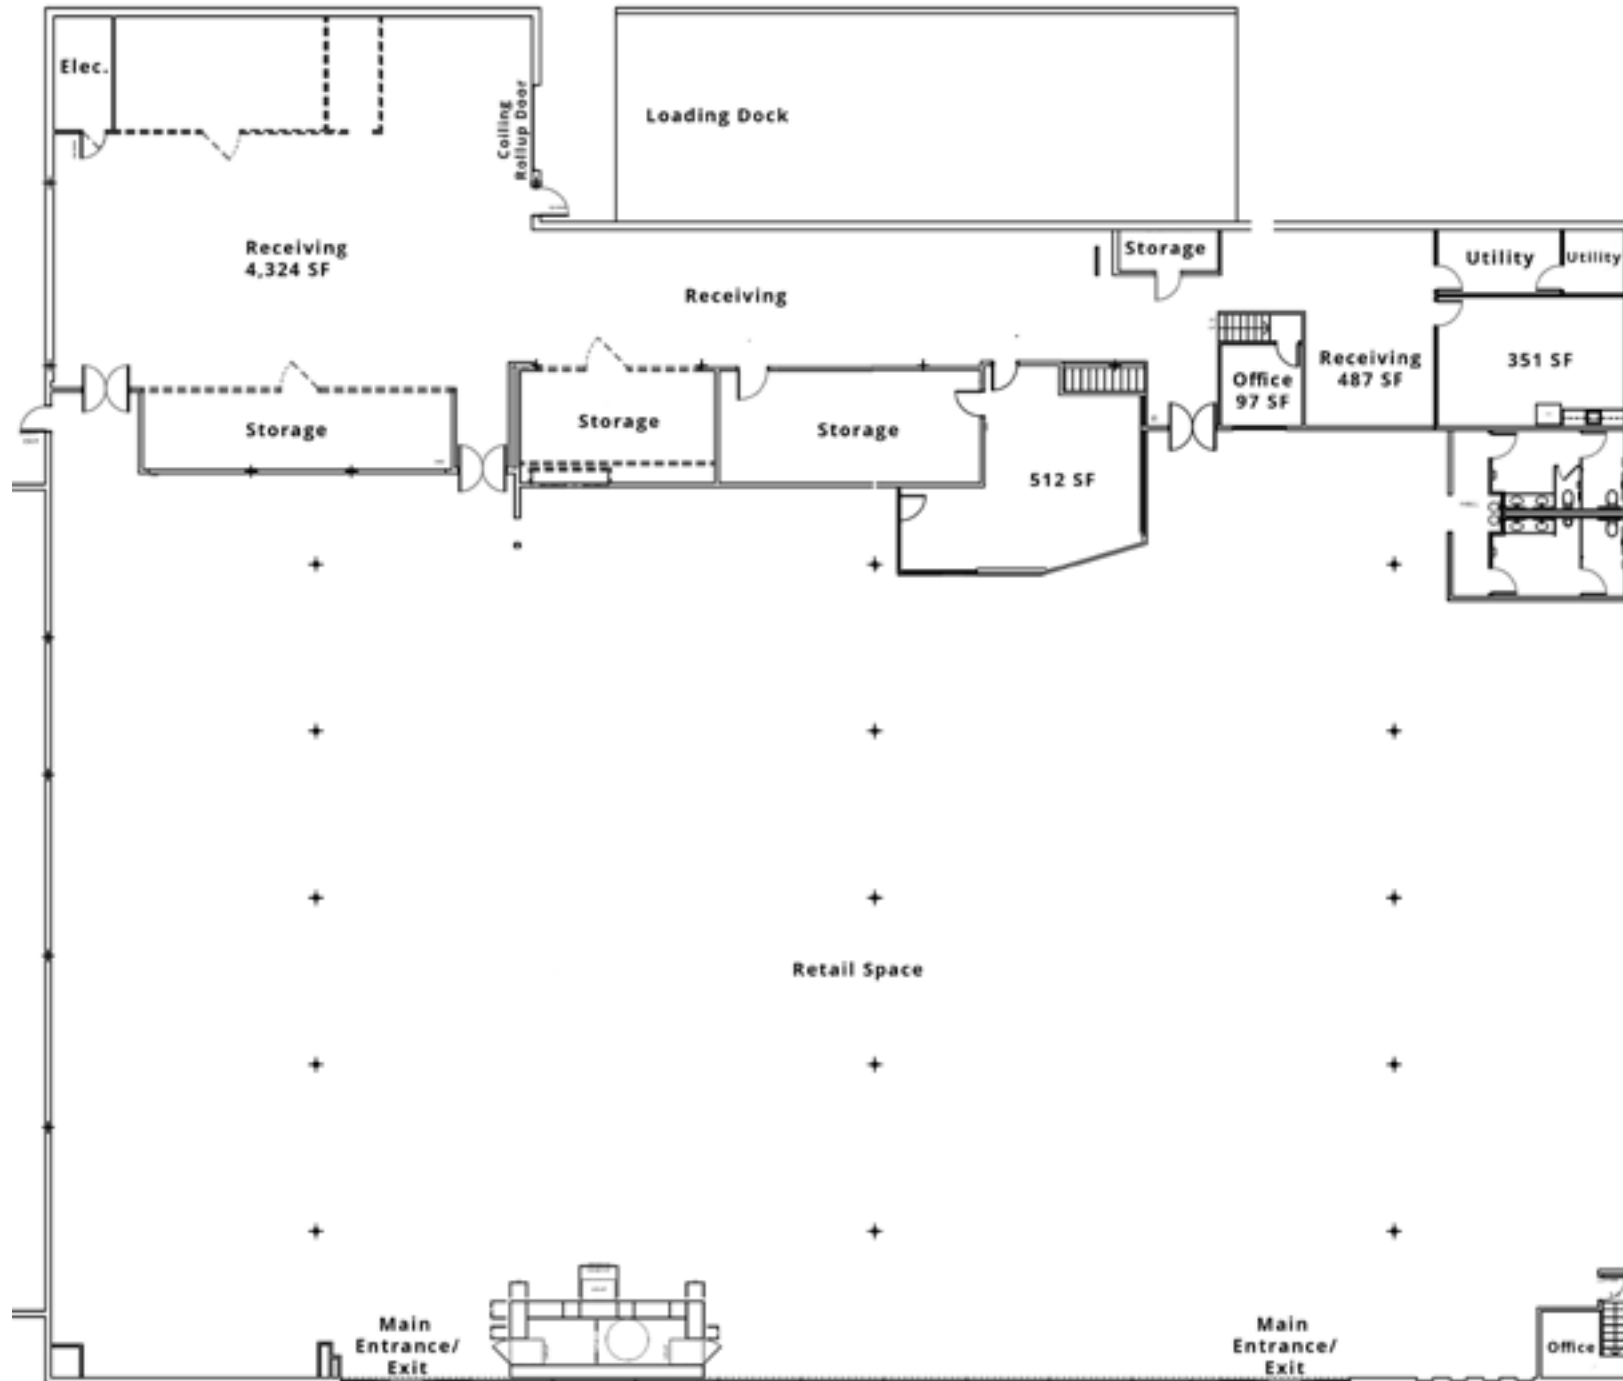 Elec.
Coiling
Rollup Door
Loading Dock
Receiving
4,324 SF
Receiving
Storage
Utility
Utility
Receiving
487 SF
351 SF
Office
97 SF
Storage
Storage
Storage
512 SF
Retail Space
Main
Entrance/
Exit
Main
Entrance/
Exit
Office